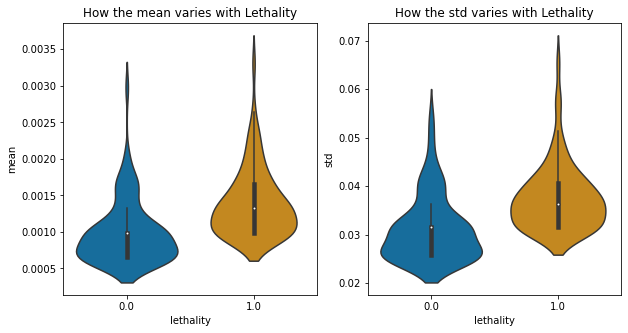 How the mean varies with Lethality
0.0035
0.0030
0.0025
0.0020
0.0015
0.0010
0.0005
mean
0.0
1.0
lethality
How the std varies with Lethality
0.07
0.06
0.05
0.04
0.03
0.02
std
0.0
1.0
lethality